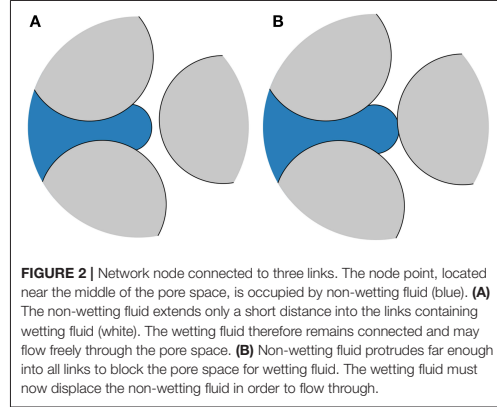 A
B
FIGURE 2 | Network node connected to three links. The node point, located
near the middle of the pore space, is occupied by non-wetting fluid (blue). (A)
The non-wetting fluid extends only a short distance into the links containing
wetting fluid (white). The wetting fluid therefore remains connected and may
flow freely through the pore space. (B) Non-wetting fluid protrudes far enough
into all links to block the pore space for wetting fluid. The wetting fluid must
now displace the non-wetting fluid in order to flow through.